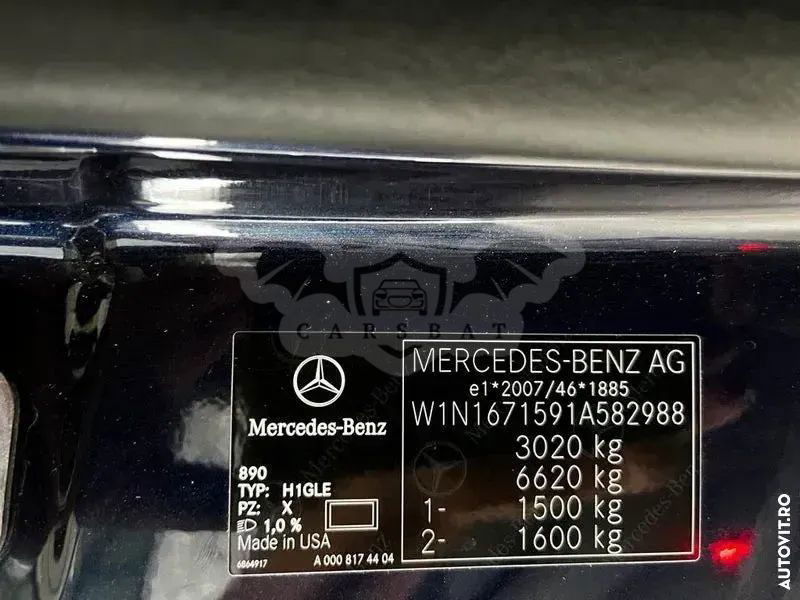 CARSBAT
MERCEDES-BENZ AG
e1*2007/46*1885
W1N1671591A582988
3020 kg
6620 kg
1- 1500 kg
2- 1600 kg
Mercedes-Benz
890
TYP: H1GLE
PZ: X
1,0 %
Made in USA
6864917 A 000 817 44 04
AUTOVIT.RO